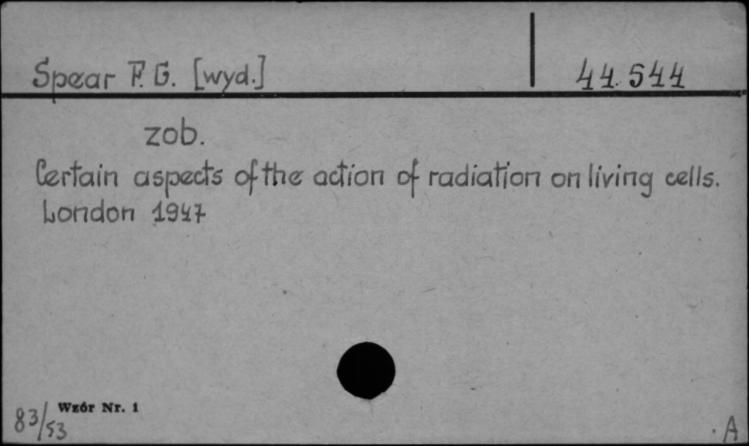 Spear F. G. [wyd.] 44.544
zob.
Certain aspects of the action of radiation on living cells.
London 1947
Wzór Nr. 1
83/53
. A